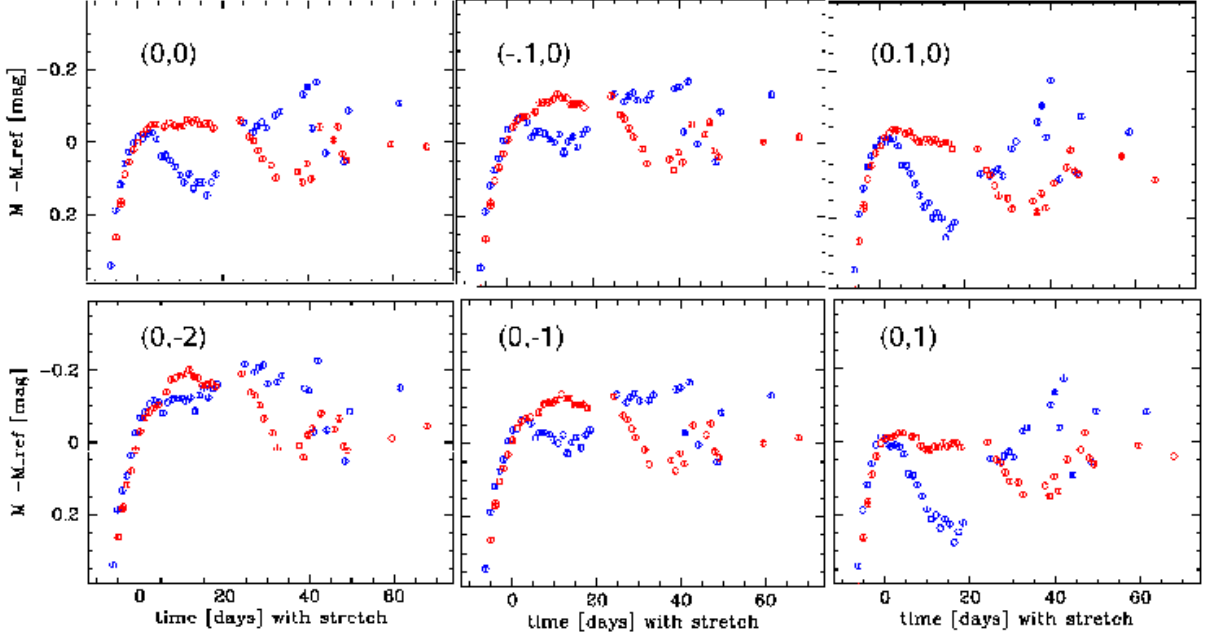 (0,0) (-.1,0) (0.1,0)
-0.2
0
0.2
M -M_ref [mag]
(0,-2) (0,-1) (0,1)
-0.2
0
0.2
M -M_ref [mag]
0 20 40 60 0 20 40 60 0 20 40 60
time [days] with stretch time [days] with stretch time [days] with stretch